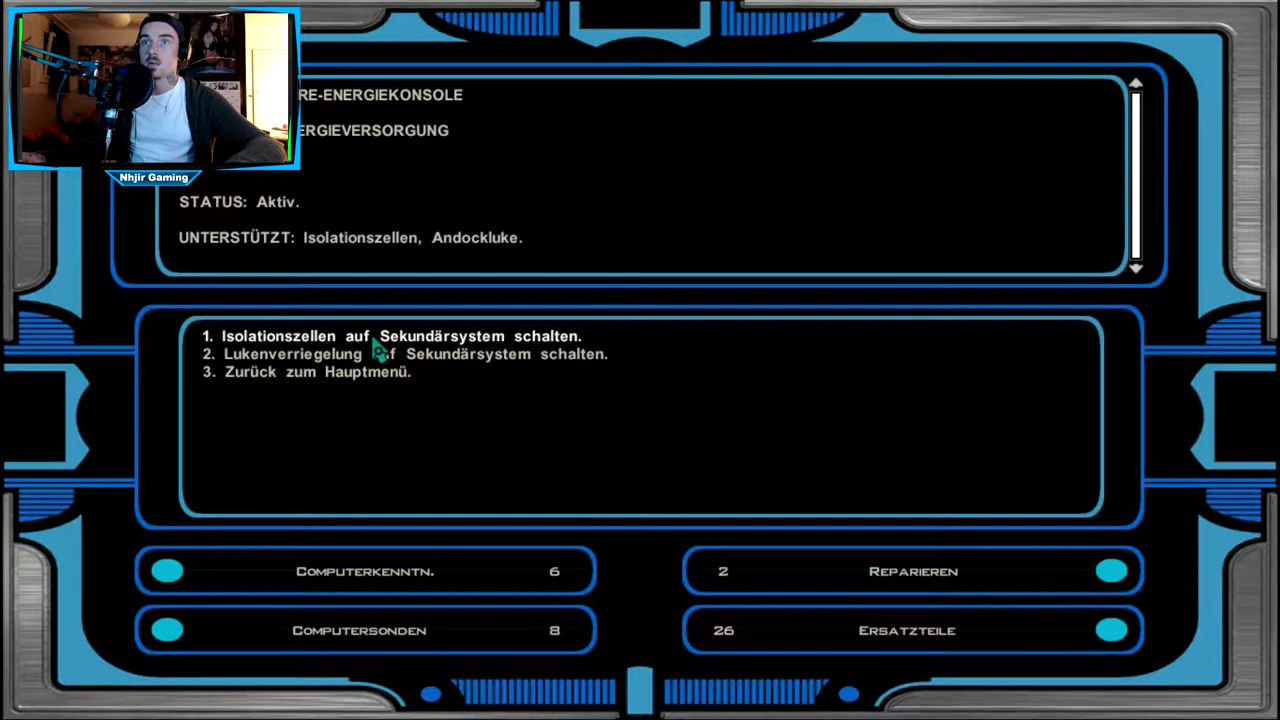 RE-ENERGIEKONSOLE
ERGIEVERSORGUNG
Nhjir Gaming
STATUS: Aktiv.
UNTERSTÜTZT: Isolationszellen, Andockluke.
1. Isolationszellen auf Sekundärsystem schalten.
2. Lukenverriegelung f Sekundärsystem schalten.
3. Zurück zum Hauptmenü.
COMPUTERKENNTN. 6
2 REPARIEREN
COMPUTERSONDEN 8
26 ERSATZTEILE